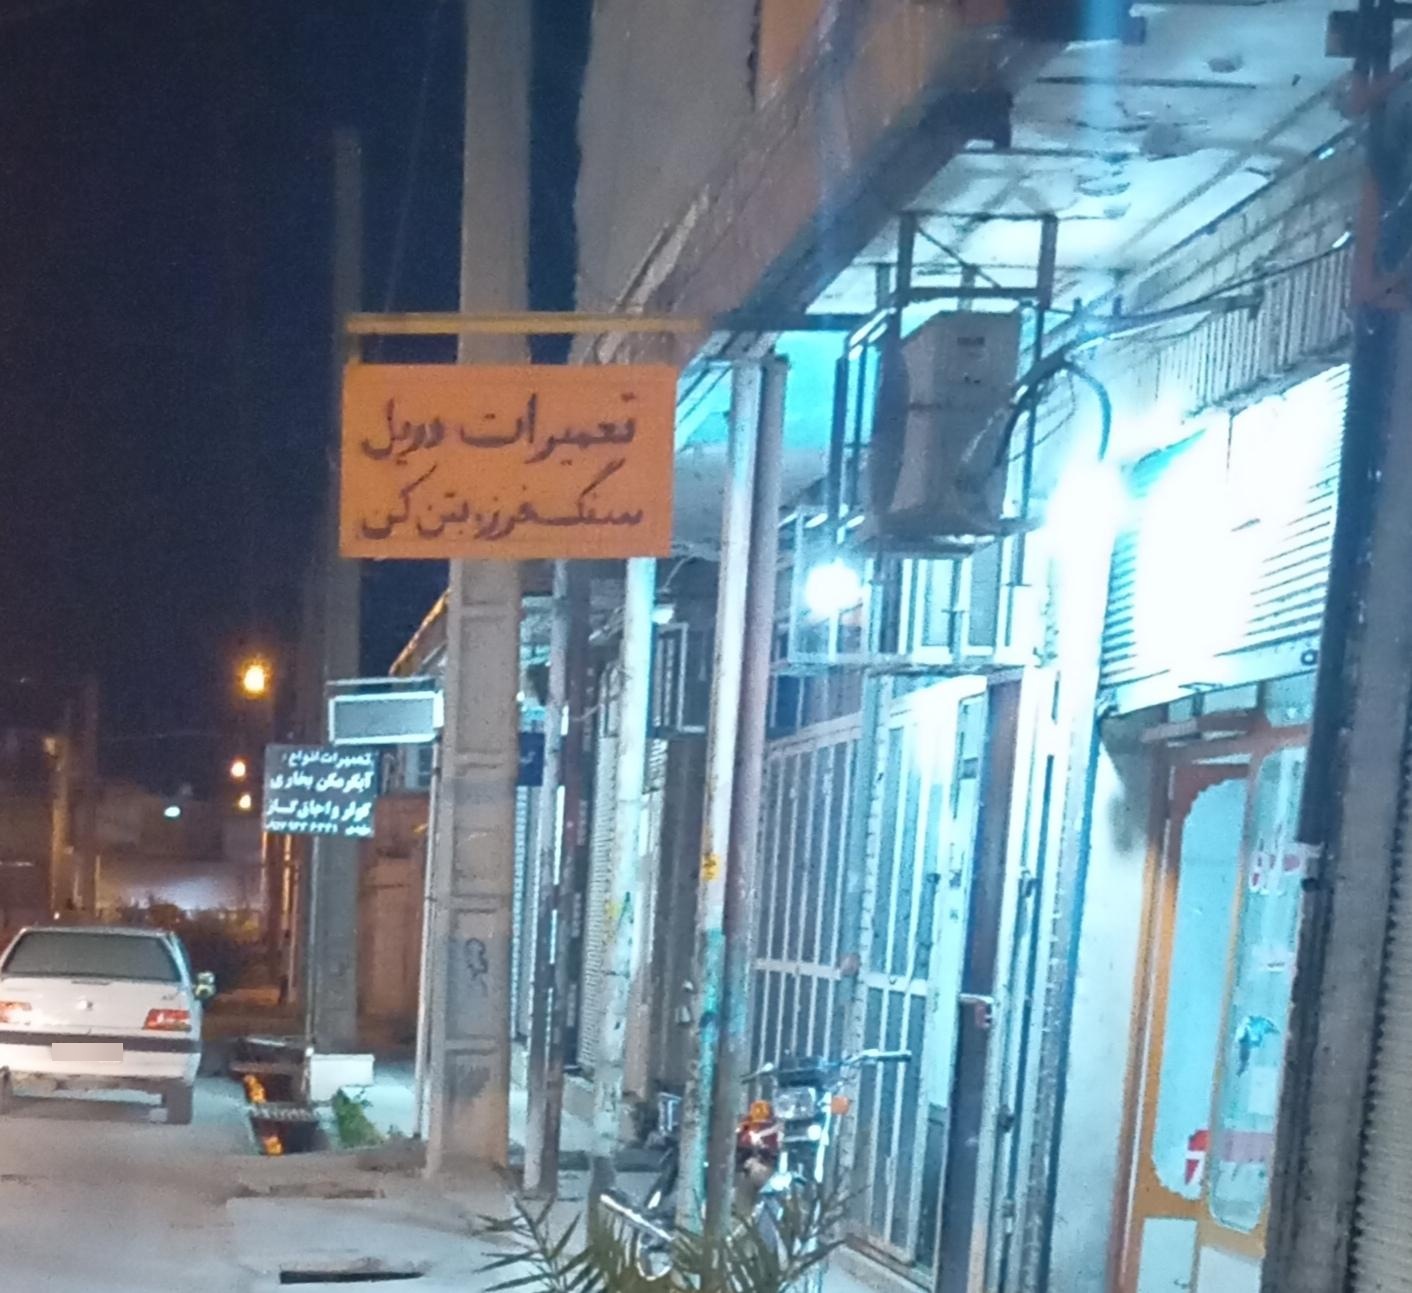 تعمیرات دریل
سنگ فرز، بتن کن
تعمیرات انواع:
آبگرمکن بخاری
کولر و اجاق گاز